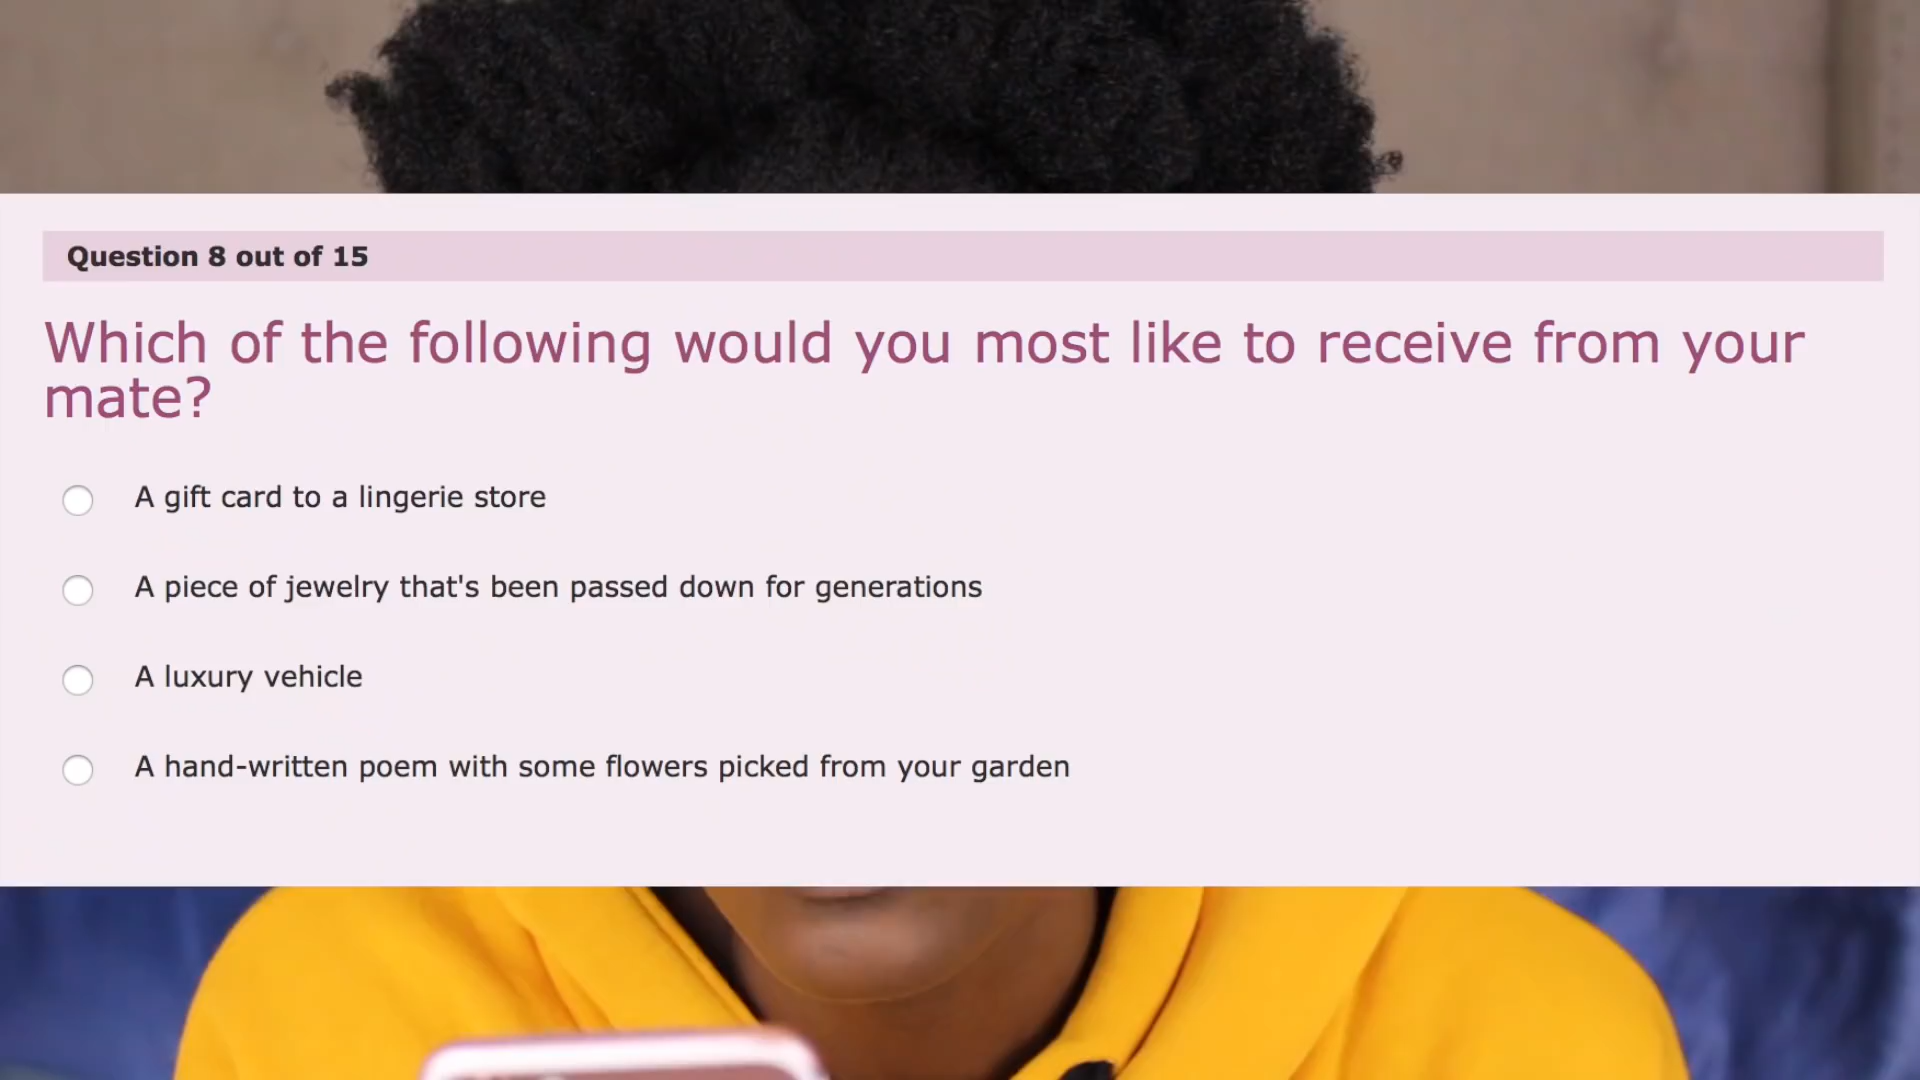 Question 8 out of 15
Which of the following would you most like to receive from your
mate?
A gift card to a lingerie store
A piece of jewelry that's been passed down for generations
A luxury vehicle
A hand-written poem with some flowers picked from your garden